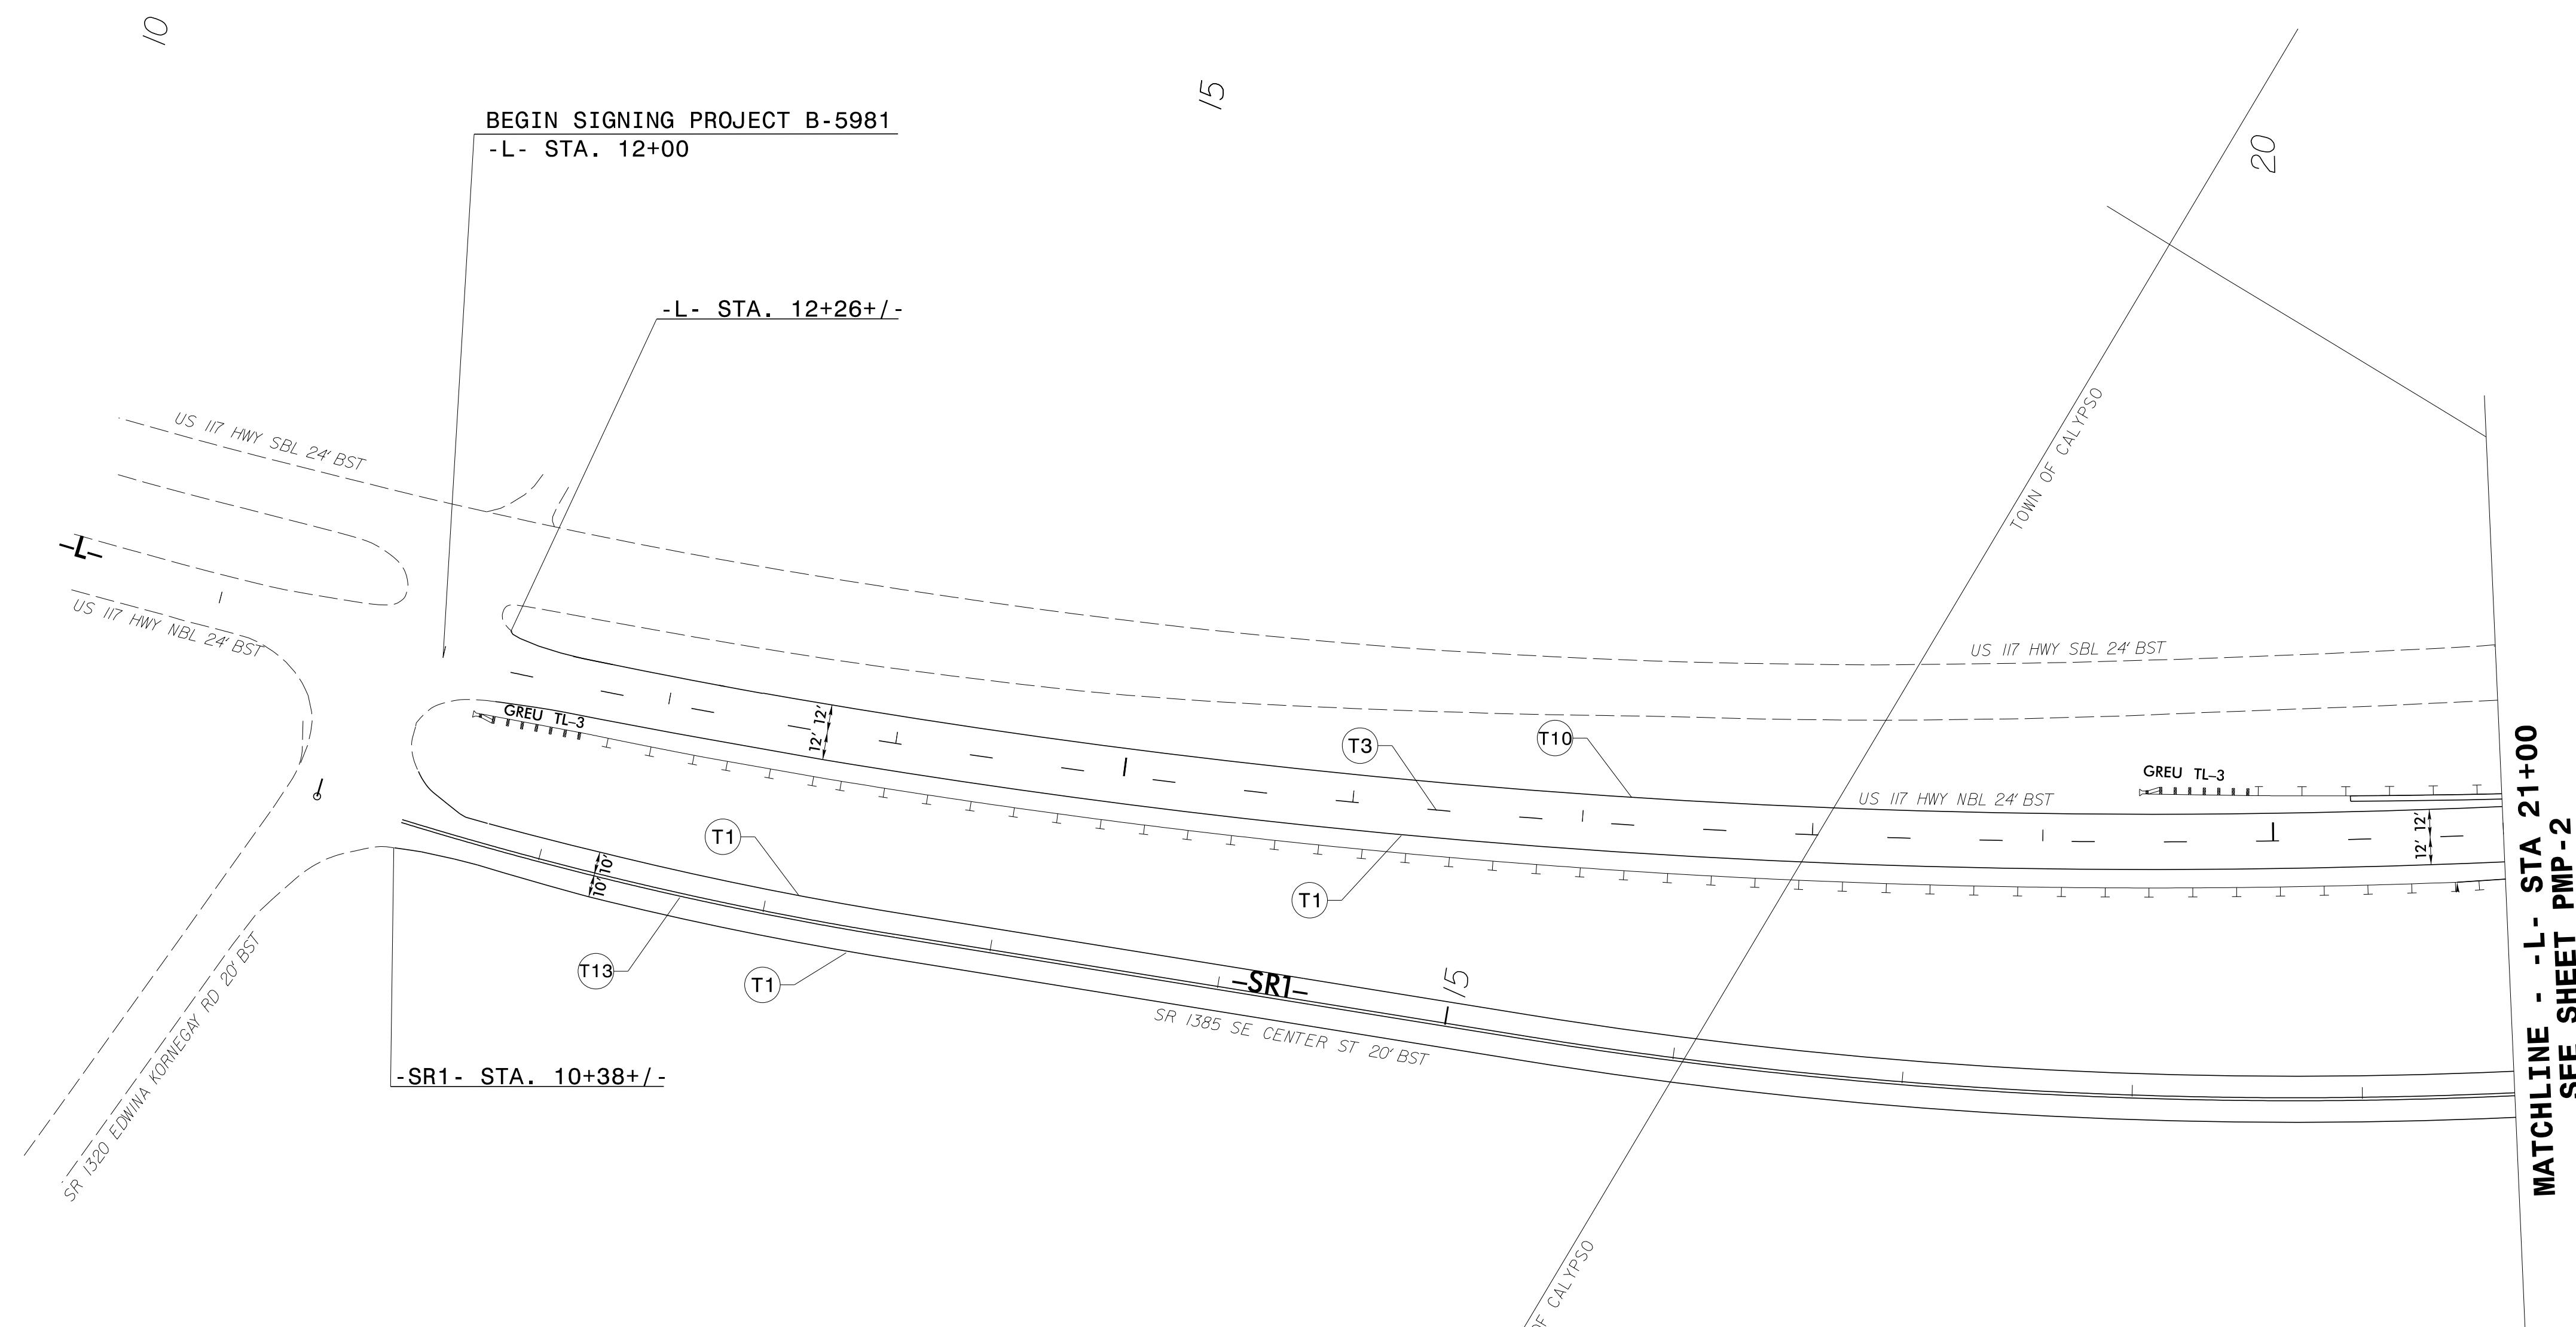 10
15
20
BEGIN SIGNING PROJECT B-5981
-L- STA. 12+00
-L- STA. 12+26+/-
US 117 HWY SBL 24' BST
-L-
US 117 HWY NBL 24' BST
TOWN OF CALYPSO
US 117 HWY SBL 24' BST
GREU TL-3
12'
12'
T3
T10
GREU TL-3
US 117 HWY NBL 24' BST
12'
12'
T1
10'
10'
T1
T13
T1
-SR1-
15
SR 1385 SE CENTER ST 20' BST
SR 1320 EDWINA KORNEGAY RD 20' BST
-SR1- STA. 10+38+/-
OF CALYPSO
MATCHLINE - -L- STA 21+00
SEE SHEET PMP-2